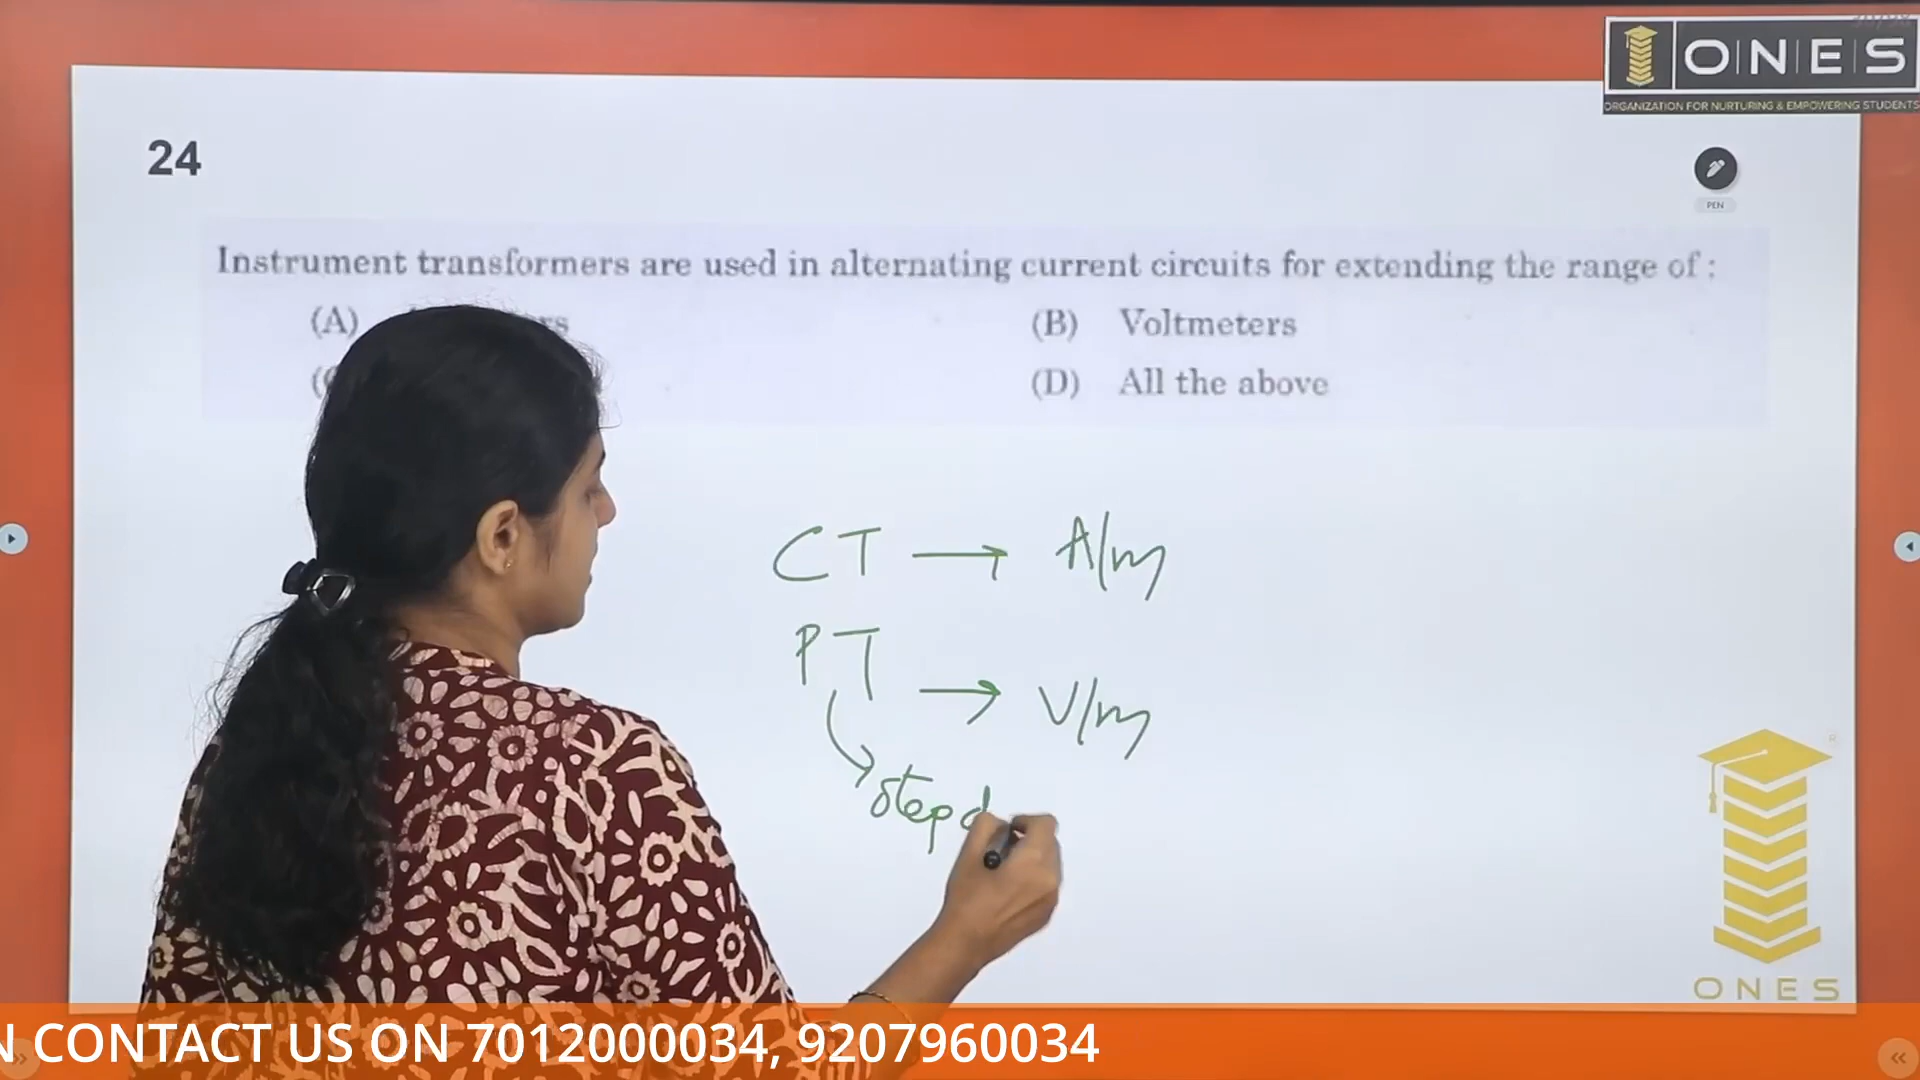 ONES
ORGANIZATION FOR NURTURING & EMPOWERING STUDENTS
24
PEN
Instrument transformers are used in alternating current circuits for extending the range of :
(A)
(B) Voltmeters
(D) All the above
CT → A/m
PT → V/m
step d
ONES
N CONTACT US ON 7012000034, 9207960034